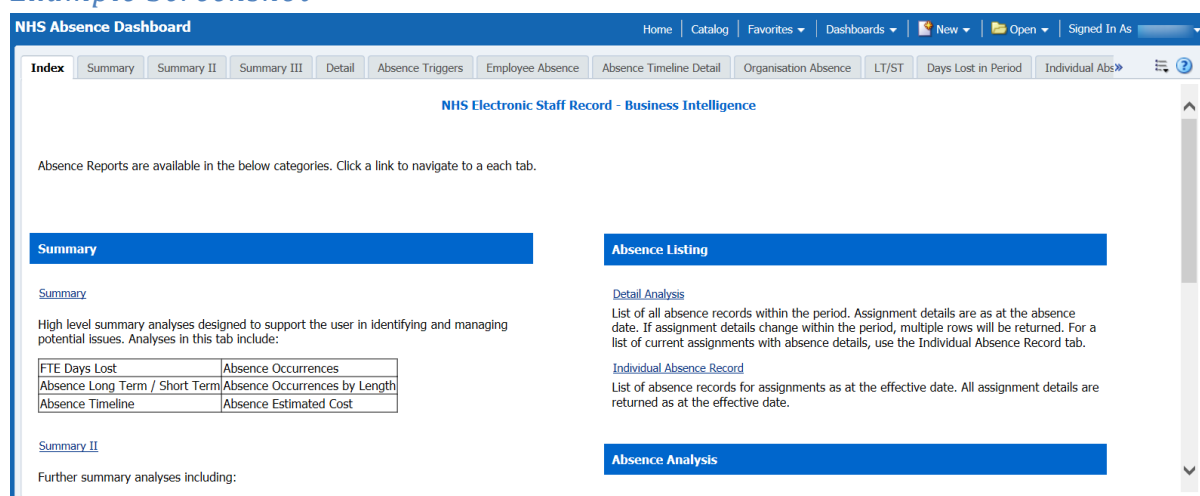 Example Screenshot
NHS Absence Dashboard
Home Catalog Favorites Dashboards New Open Signed In As
Index Summary Summary II Summary III Detail Absence Triggers Employee Absence Absence Timeline Detail Organisation Absence LT/ST Days Lost in Period Individual Abs»
NHS Electronic Staff Record - Business Intelligence
Absence Reports are available in the below categories. Click a link to navigate to a each tab.
Summary
Summary
High level summary analyses designed to support the user in identifying and managing
potential issues. Analyses in this tab include:
FTE Days Lost Absence Occurrences
Absence Long Term / Short Term Absence Occurrences by Length
Absence Timeline Absence Estimated Cost
Summary II
Further summary analyses including:
Absence Listing
Detail Analysis
List of all absence records within the period. Assignment details are as at the absence
date. If assignment details change within the period, multiple rows will be returned. For a
list of current assignments with absence details, use the Individual Absence Record tab.
Individual Absence Record
List of absence records for assignments as at the effective date. All assignment details are
returned as at the effective date.
Absence Analysis